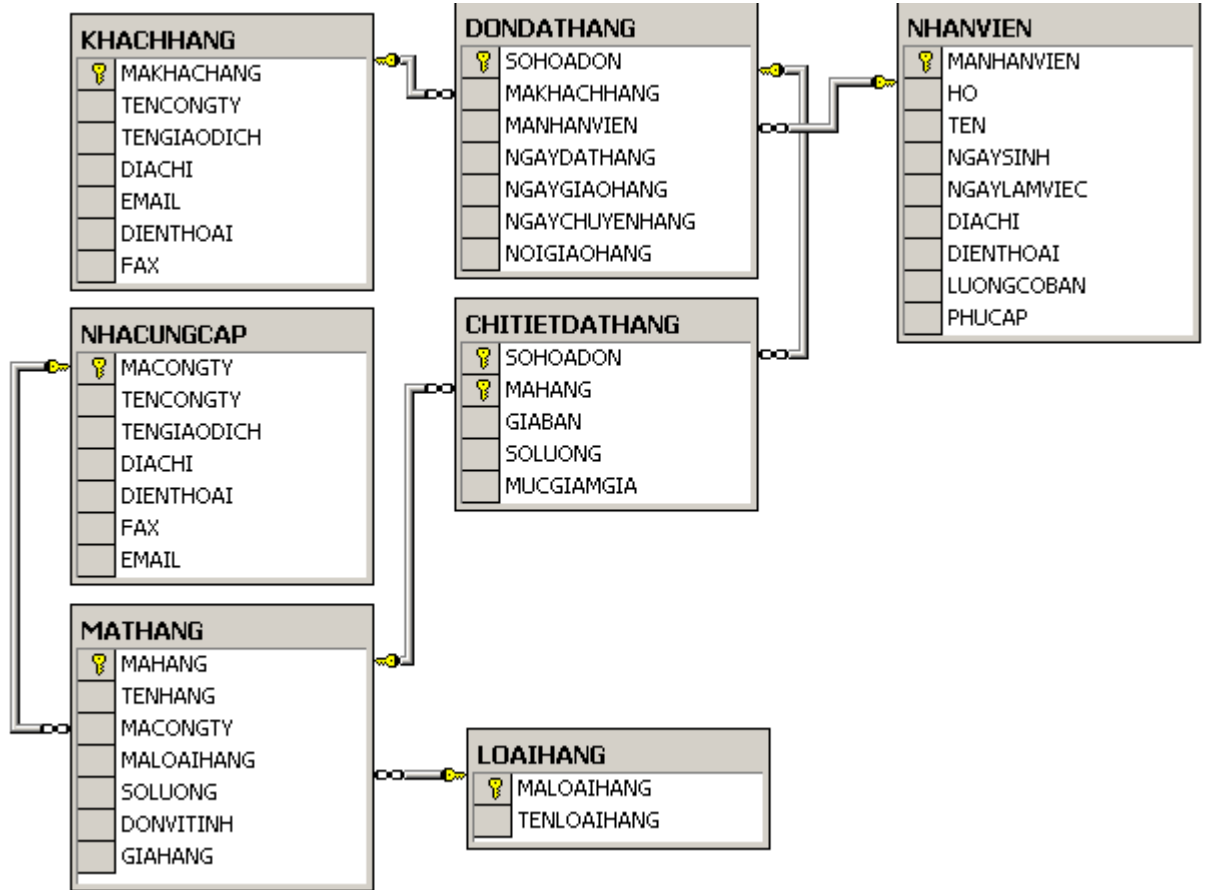 KHACHHANG
MAKHACHANG
TENCONGTY
TENGIAODICH
DIACHI
EMAIL
DIENTHOAI
FAX
DONDATHANG
SOHOADON
MAKHACHHANG
MANHANVIEN
NGAYDATHANG
NGAYGIAOHANG
NGAYCHUYENHANG
NOIGIAOHANG
NHANVIEN
MANHANVIEN
HO
TEN
NGAYSINH
NGAYLAMVIEC
DIACHI
DIENTHOAI
LUONGCOBAN
PHUCAP
NHACUNGCAP
MACONGTY
TENCONGTY
TENGIAODICH
DIACHI
DIENTHOAI
FAX
EMAIL
CHITIETDATHANG
SOHOADON
MAHANG
GIABAN
SOLUONG
MUCGIAMGIA
MATHANG
MAHANG
TENHANG
MACONGTY
MALOAIHANG
SOLUONG
DONVITINH
GIAHANG
LOAIHANG
MALOAIHANG
TENLOAIHANG